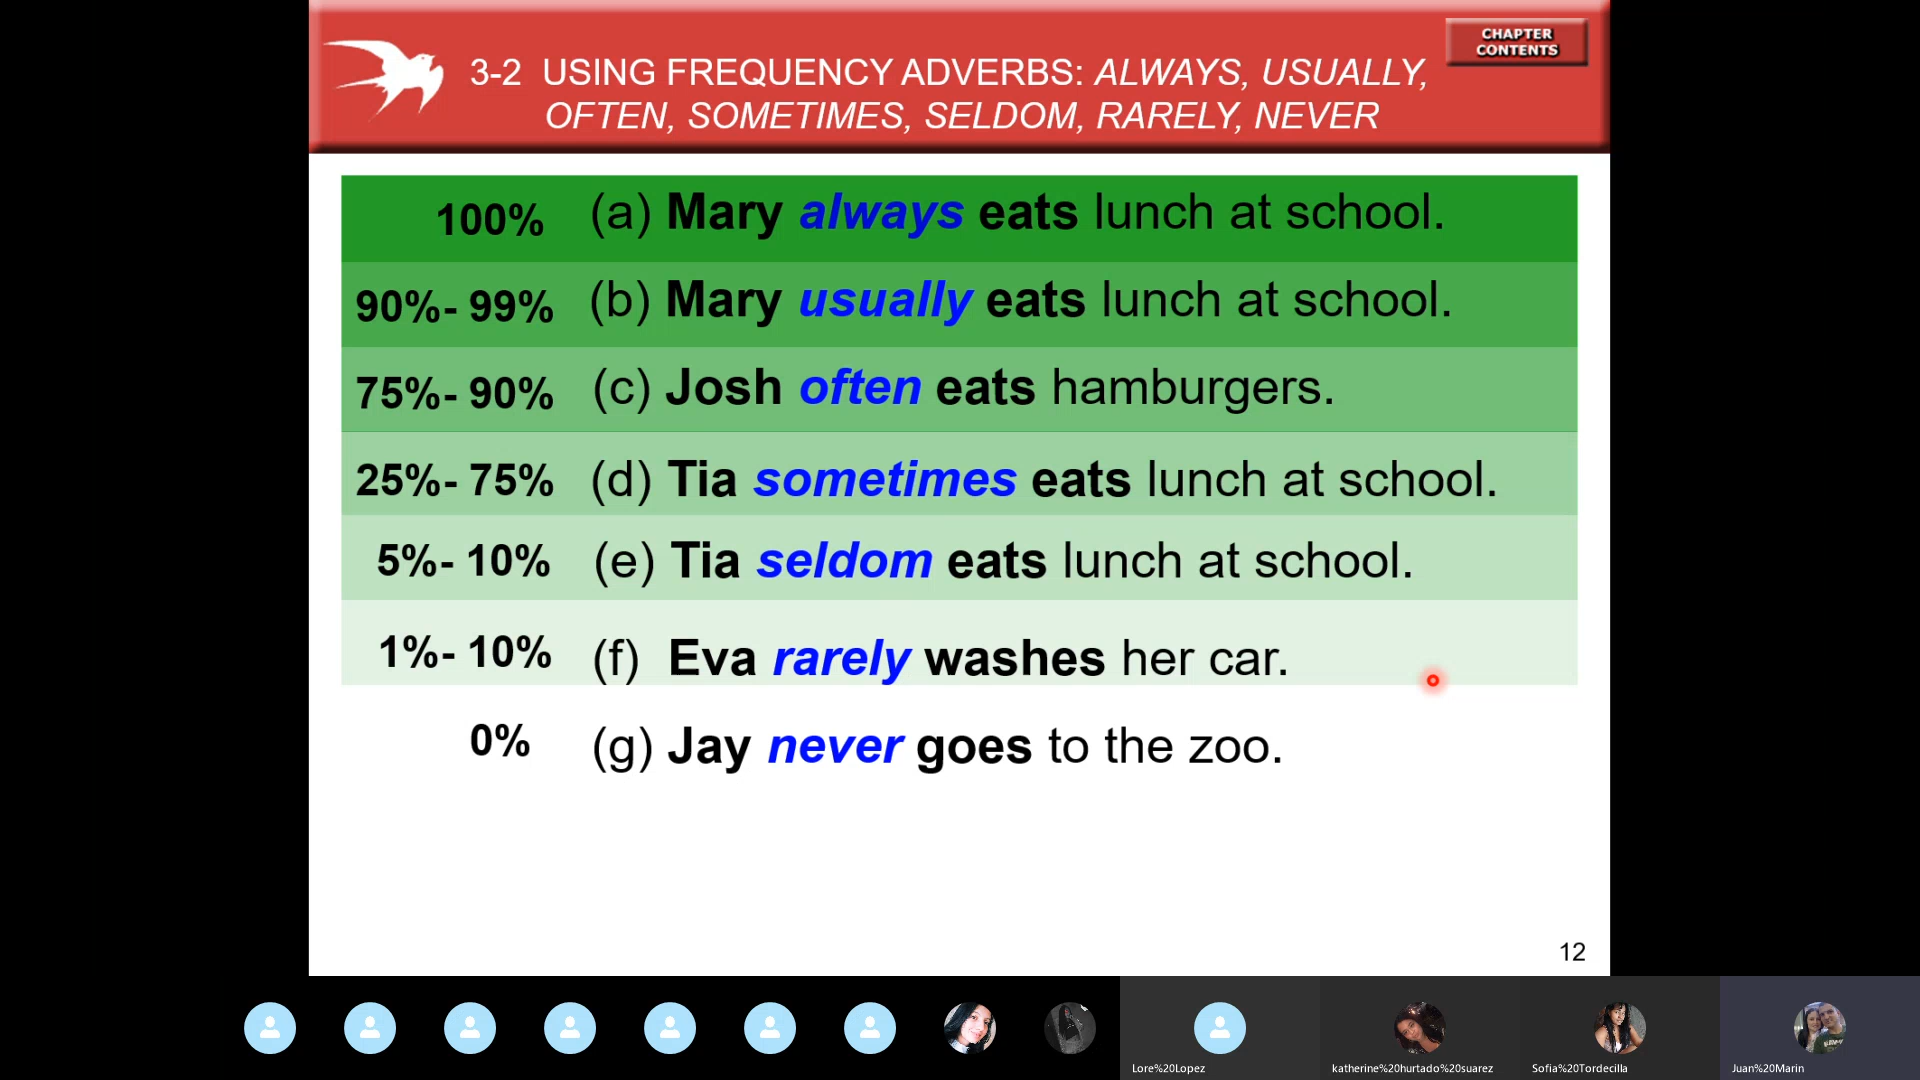 CHAPTER
CONTENTS
3-2 USING FREQUENCY ADVERBS: ALWAYS, USUALLY,
OFTEN, SOMETIMES, SELDOM, RARELY, NEVER
100% (a) Mary always eats lunch at school.
90%- 99% (b) Mary usually eats lunch at school.
75%- 90% (c) Josh often eats hamburgers.
25%- 75% (d) Tia sometimes eats lunch at school.
5%- 10% (e) Tia seldom eats lunch at school.
1%- 10% (f) Eva rarely washes her car.
0% (g) Jay never goes to the zoo.
12
Lore%20Lopez
katherine%20hurtado%20suarez
Sofia%20Tordecilla
Juan%20Marin